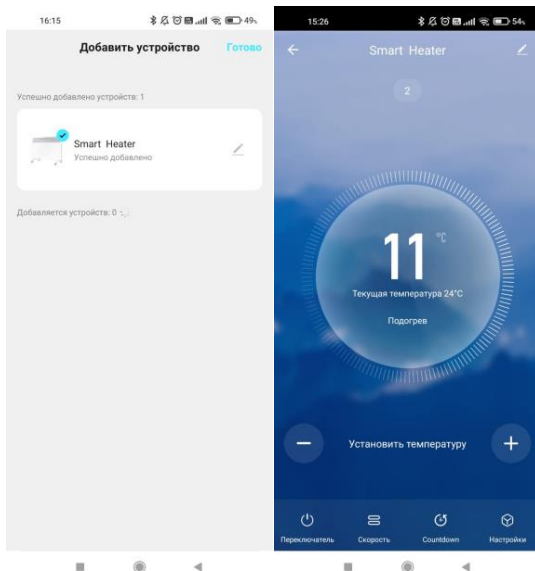 16:15
49%
Добавить устройство
Готово
Успешно добавлено устройств: 1
Smart Heater
Успешно добавлено
Добавляется устройств: 0
15:26
54%
Smart Heater
2
11 °C
Текущая температура 24°C
Подогрев
− Установить температуру +
Переключатель Скорость Countdown Настройки